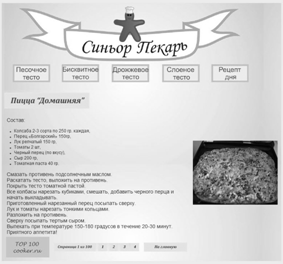 Синьор Пекарь
Песочное тесто
Бисквитное тесто
Дрожжевое тесто
Слоеное тесто
Рецепт дня
Пицца "Домашняя"
Состав:
Колбаса 2-3 сорта по 250 гр. каждая.
Перец «Болгарский» 150гр.
Лук репчатый 150 гр.
Томаты 2 шт.
Черный перец (по вкусу).
Сыр 200 гр.
Томатная паста 40 гр.
Смазать противень подсолнечным маслом.
Раскатать тесто, выложить на противень.
Покрыть тесто томатной пастой.
Все колбасы нарезать кубиками, смешать, добавить черного перца и
начать выкладывать.
Приготовленный нарезанный перец посыпать сверху.
Лук и томаты нарезать тонкими кольцами.
Разложить на противень.
Сверху посыпать тертым сыром.
Выпекать при температуре 150-180 градусов в течение 20-30 минут.
Приятного аппетита!
TOP 100
cooker.ru
Страница 1 из 100
1 2 3 4
На главную